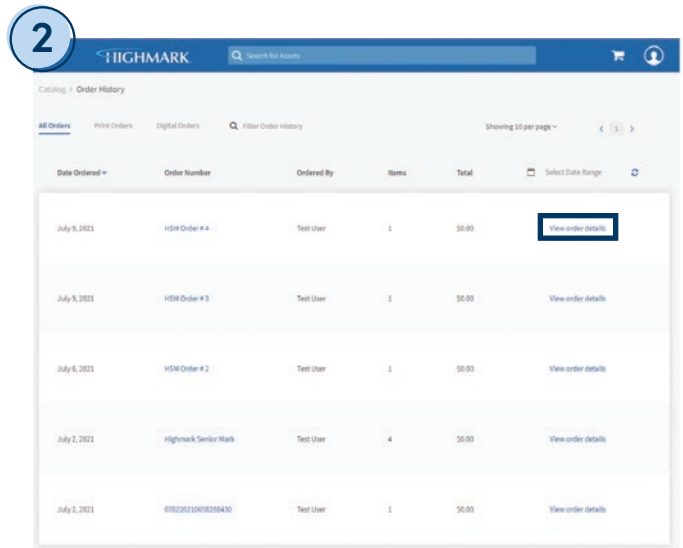 2
HIGHMARK
Search for Assets
Catalog > Order History
All Orders Print Orders Digital Orders Filter Order History Showing 10 per page < 1 >
Date Ordered Order Number Ordered By Items Total Select Date Range
July 9, 2021 HSM Order # 4 Test User 1 $0.00 View order details
July 9, 2021 HSM Order # 3 Test User 1 $0.00 View order details
July 6, 2021 HSM Order # 2 Test User 1 $0.00 View order details
July 2, 2021 Highmark Senior Mark Test User 4 $0.00 View order details
July 2, 2021 Test User 1 $0.00 View order details